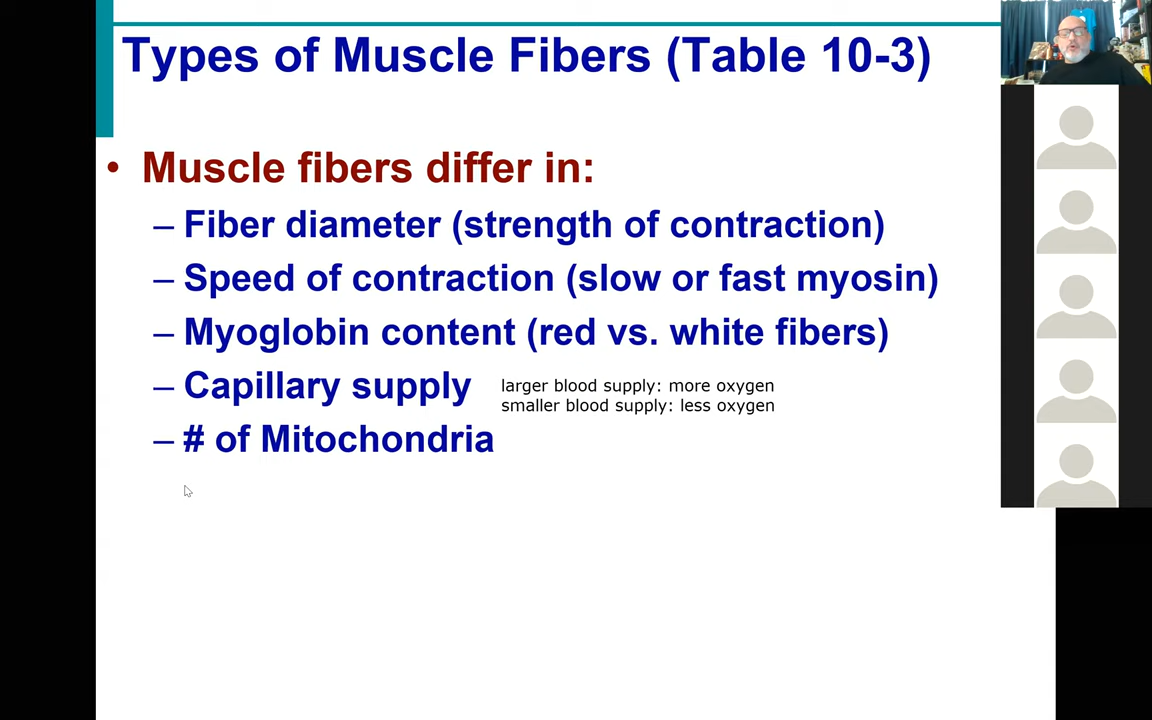 Types of Muscle Fibers (Table 10-3)
• Muscle fibers differ in:
– Fiber diameter (strength of contraction)
– Speed of contraction (slow or fast myosin)
– Myoglobin content (red vs. white fibers)
– Capillary supply
larger blood supply: more oxygen
smaller blood supply: less oxygen
– # of Mitochondria